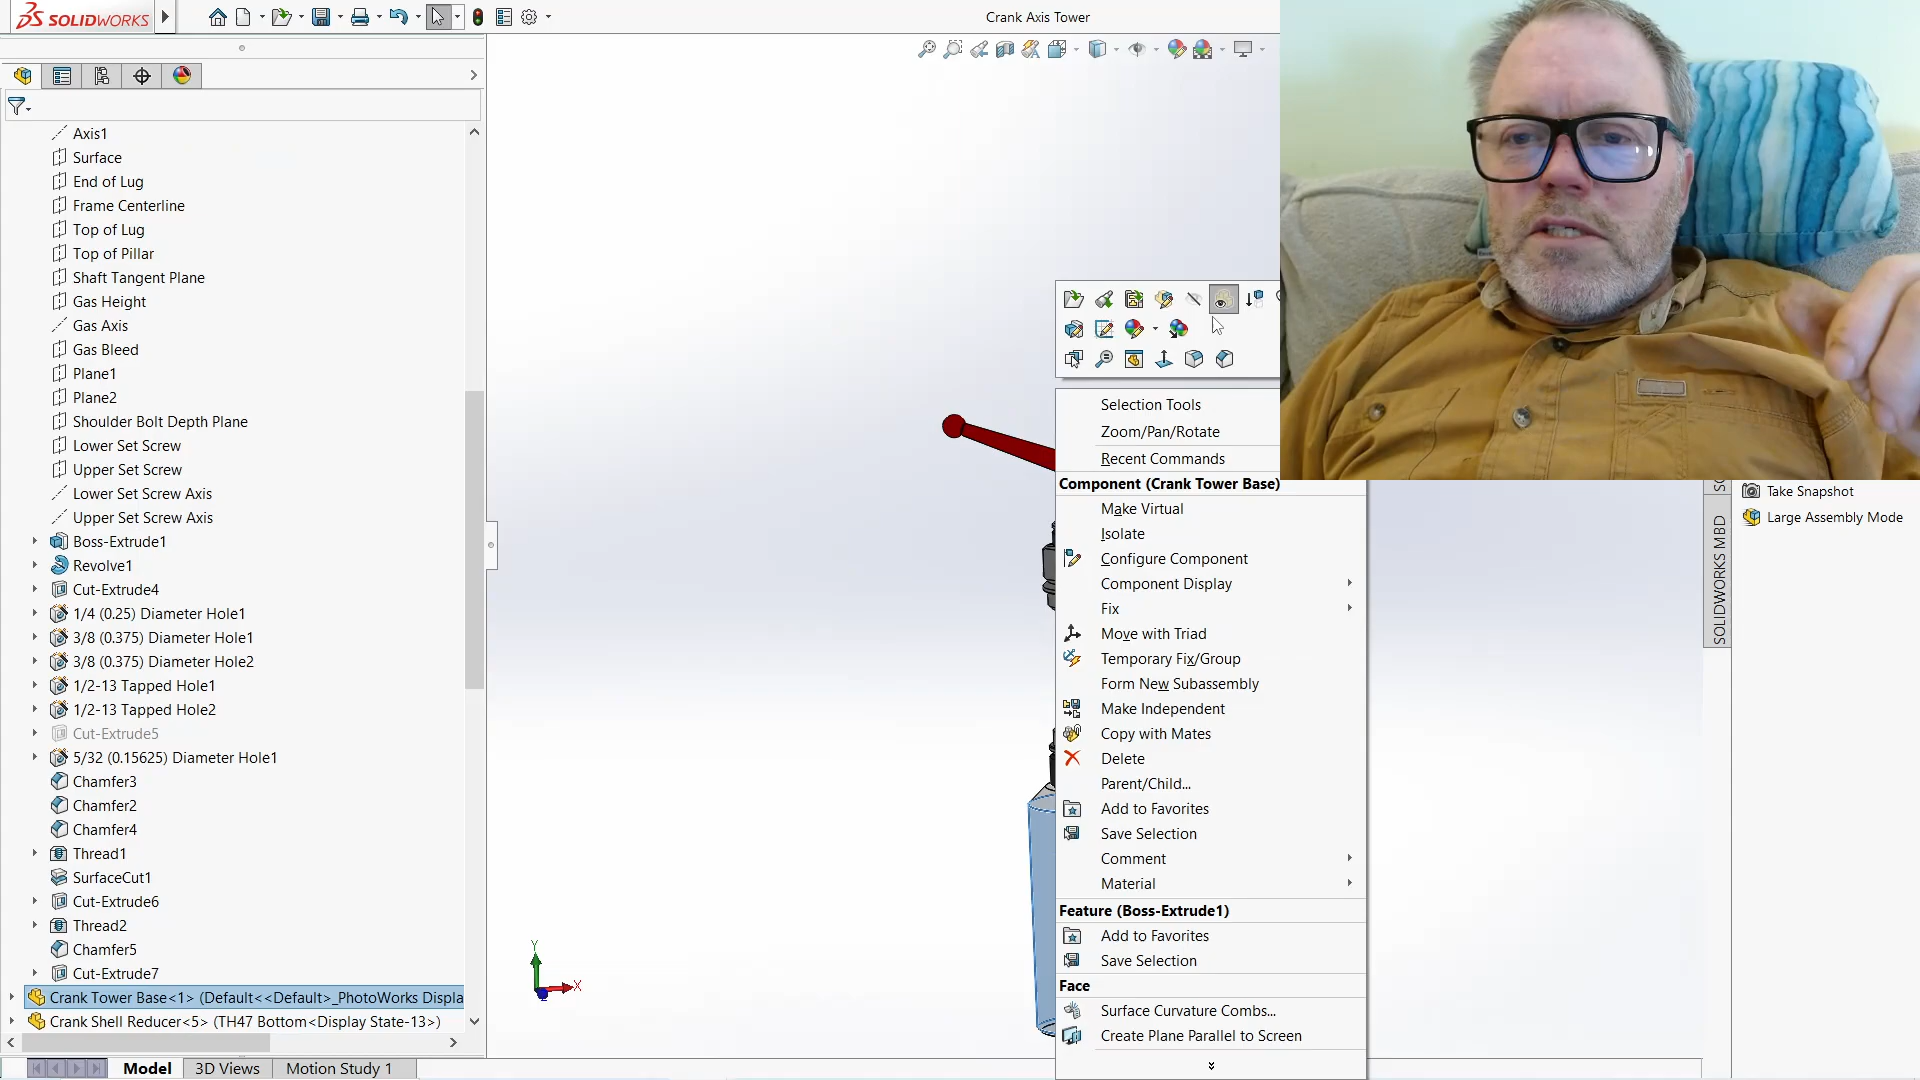 SOLIDWORKS
Crank Axis Tower
Axis1
Surface
End of Lug
Frame Centerline
Top of Lug
Top of Pillar
Shaft Tangent Plane
Gas Height
Gas Axis
Gas Bleed
Plane1
Plane2
Shoulder Bolt Depth Plane
Lower Set Screw
Upper Set Screw
Lower Set Screw Axis
Upper Set Screw Axis
Boss-Extrude1
Revolve1
Cut-Extrude4
1/4 (0.25) Diameter Hole1
3/8 (0.375) Diameter Hole1
3/8 (0.375) Diameter Hole2
1/2-13 Tapped Hole1
1/2-13 Tapped Hole2
Cut-Extrude5
5/32 (0.15625) Diameter Hole1
Chamfer3
Chamfer2
Chamfer4
Thread1
SurfaceCut1
Cut-Extrude6
Thread2
Chamfer5
Cut-Extrude7
Crank Tower Base<1> (Default<<Default>_PhotoWorks Displa
Crank Shell Reducer<5> (TH47 Bottom<Display State-13>)
Model
3D Views
Motion Study 1
Y
X
Selection Tools
Zoom/Pan/Rotate
Recent Commands
Component (Crank Tower Base)
Make Virtual
Isolate
Configure Component
Component Display
Fix
Move with Triad
Temporary Fix/Group
Form New Subassembly
Make Independent
Copy with Mates
Delete
Parent/Child...
Add to Favorites
Save Selection
Comment
Material
Feature (Boss-Extrude1)
Add to Favorites
Save Selection
Face
Surface Curvature Combs...
Create Plane Parallel to Screen
SOLIDWORKS MBD
Take Snapshot
Large Assembly Mode